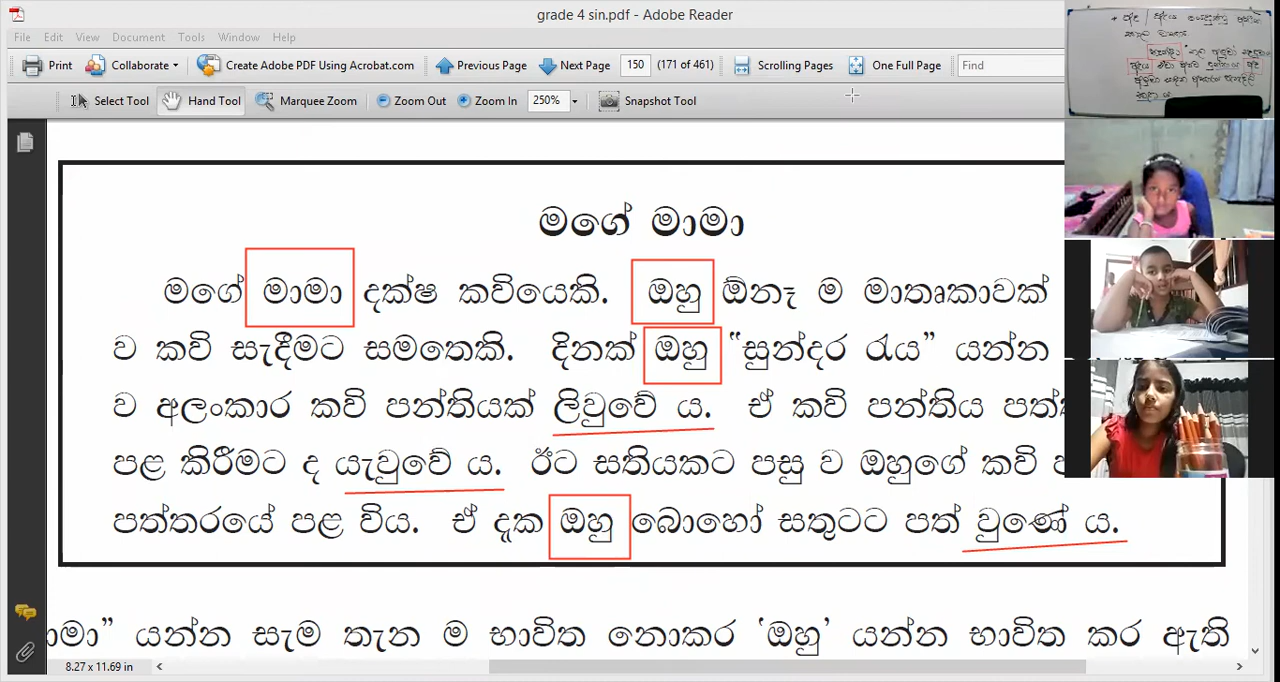 grade 4 sin.pdf - Adobe Reader
File Edit View Document Tools Window Help
Print Collaborate Create Adobe PDF Using Acrobat.com Previous Page Next Page 150 (171 of 461) Scrolling Pages One Full Page Find
Select Tool Hand Tool Marquee Zoom Zoom Out Zoom In 250% Snapshot Tool
මගේ මාමා
මගේ මාමා දක්ෂ කවියෙකි. ඔහු ඕනෑ ම මාතෘකාවක්
ව කවි සැදීමට සමතෙකි. දිනක් ඔහු “සුන්දර රැය” යන්න
ව අලංකාර කවි පන්තියක් ලිවුවේ ය. ඒ කවි පන්තිය
පළ කිරීමට ද යැවුවේ ය. ඊට සතියකට පසු ව ඔහුගේ කවි
පත්තරයේ පළ විය. ඒ දැක ඔහු බොහෝ සතුටට පත් වුණේ ය.
යන්න සැම තැන ම භාවිත නොකර ‘ඔහු’ යන්න භාවිත කර ඇති
8.27 x 11.69 in